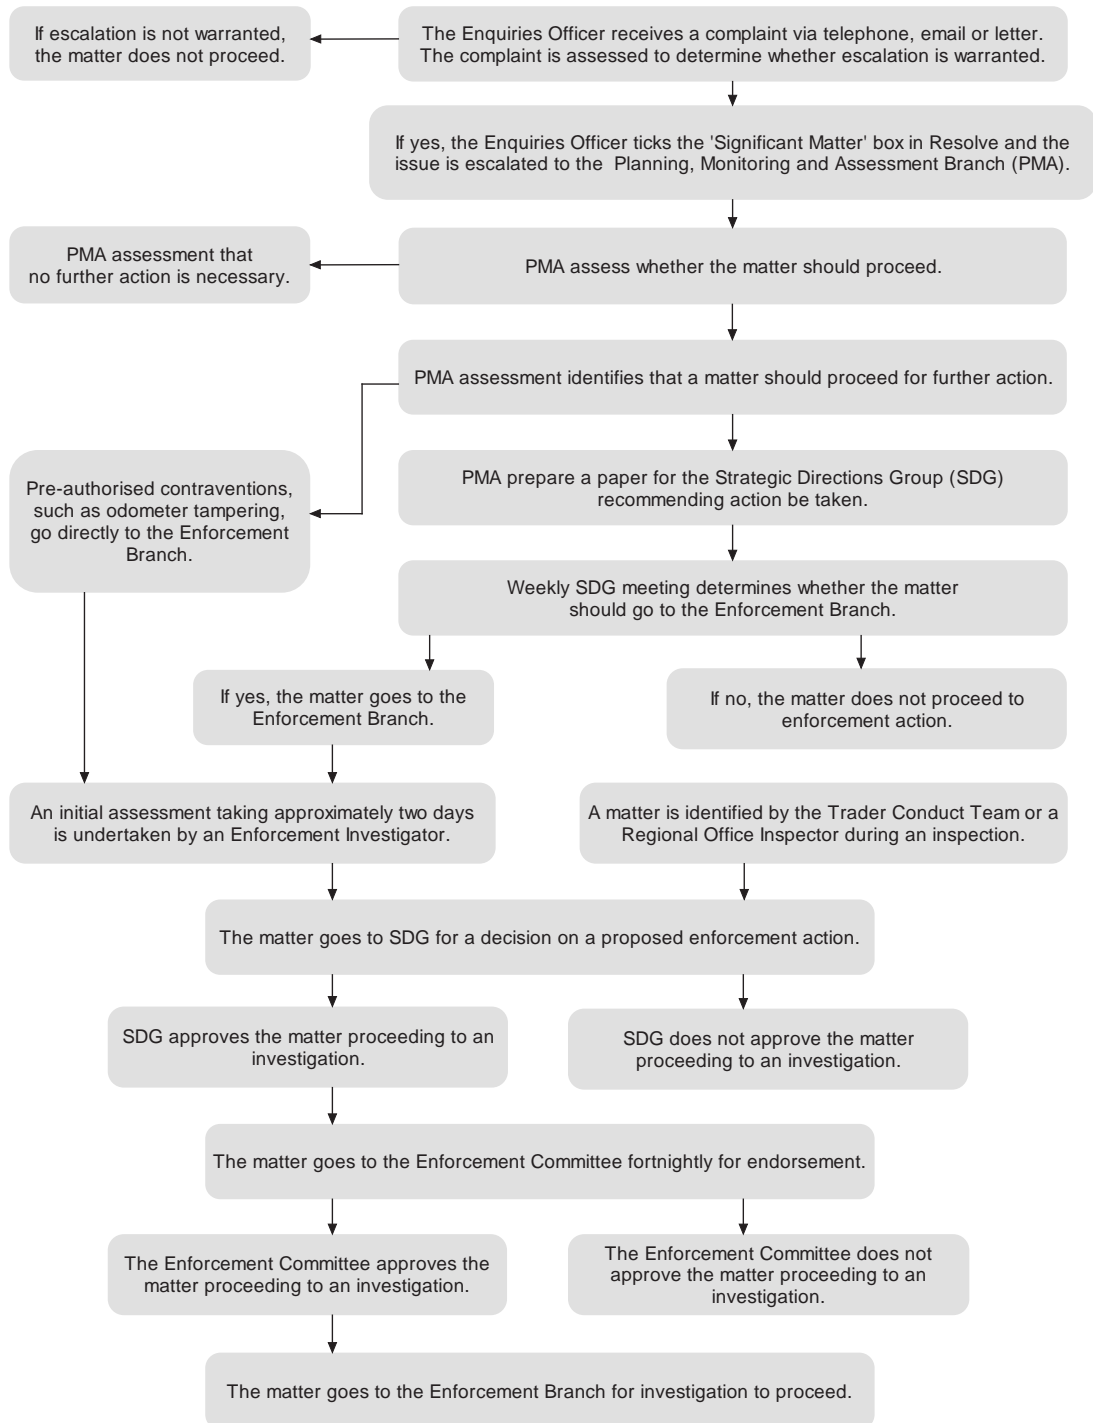 If escalation is not warranted,
the matter does not proceed.
The Enquiries Officer receives a complaint via telephone, email or letter.
The complaint is assessed to determine whether escalation is warranted.
If yes, the Enquiries Officer ticks the 'Significant Matter' box in Resolve and the
issue is escalated to the Planning, Monitoring and Assessment Branch (PMA).
PMA assessment that
no further action is necessary.
PMA assess whether the matter should proceed.
PMA assessment identifies that a matter should proceed for further action.
Pre-authorised contraventions,
such as odometer tampering,
go directly to the Enforcement
Branch.
PMA prepare a paper for the Strategic Directions Group (SDG)
recommending action be taken.
Weekly SDG meeting determines whether the matter
should go to the Enforcement Branch.
If yes, the matter goes to the
Enforcement Branch.
If no, the matter does not proceed to
enforcement action.
An initial assessment taking approximately two days
is undertaken by an Enforcement Investigator.
A matter is identified by the Trader Conduct Team or a
Regional Office Inspector during an inspection.
The matter goes to SDG for a decision on a proposed enforcement action.
SDG approves the matter proceeding to an
investigation.
SDG does not approve the matter
proceeding to an investigation.
The matter goes to the Enforcement Committee fortnightly for endorsement.
The Enforcement Committee approves the
matter proceeding to an investigation.
The Enforcement Committee does not
approve the matter proceeding to an
investigation.
The matter goes to the Enforcement Branch for investigation to proceed.